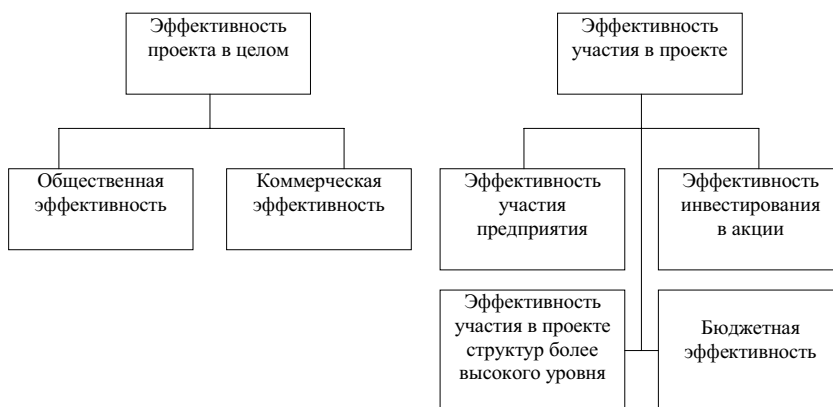 Эффективность
проекта в целом
Эффективность
участия в проекте
Общественная
эффективность
Коммерческая
эффективность
Эффективность
участия
предприятия
Эффективность
инвестирования
в акции
Эффективность
участия в проекте
структур более
высокого уровня
Бюджетная
эффективность